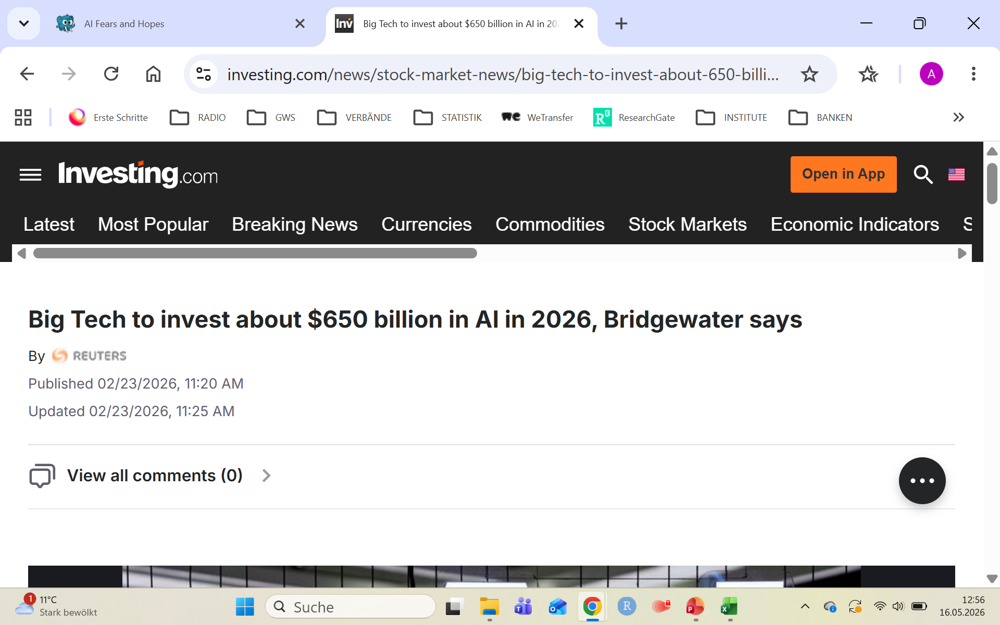 AI Fears and Hopes
Inv
Big Tech to invest about $650 billion in AI in 202
investing.com/news/stock-market-news/big-tech-to-invest-about-650-billi...
A
Erste Schritte
RADIO
GWS
VERBÄNDE
STATISTIK
we
WeTransfer
RG
ResearchGate
INSTITUTE
BANKEN
Investing.com
Open in App
Latest
Most Popular
Breaking News
Currencies
Commodities
Stock Markets
Economic Indicators
S
Big Tech to invest about $650 billion in AI in 2026, Bridgewater says
By REUTERS
Published 02/23/2026, 11:20 AM
Updated 02/23/2026, 11:25 AM
View all comments (0)
1
11°C
Stark bewölkt
Suche
T
O
R
P
X
12:56
16.05.2026